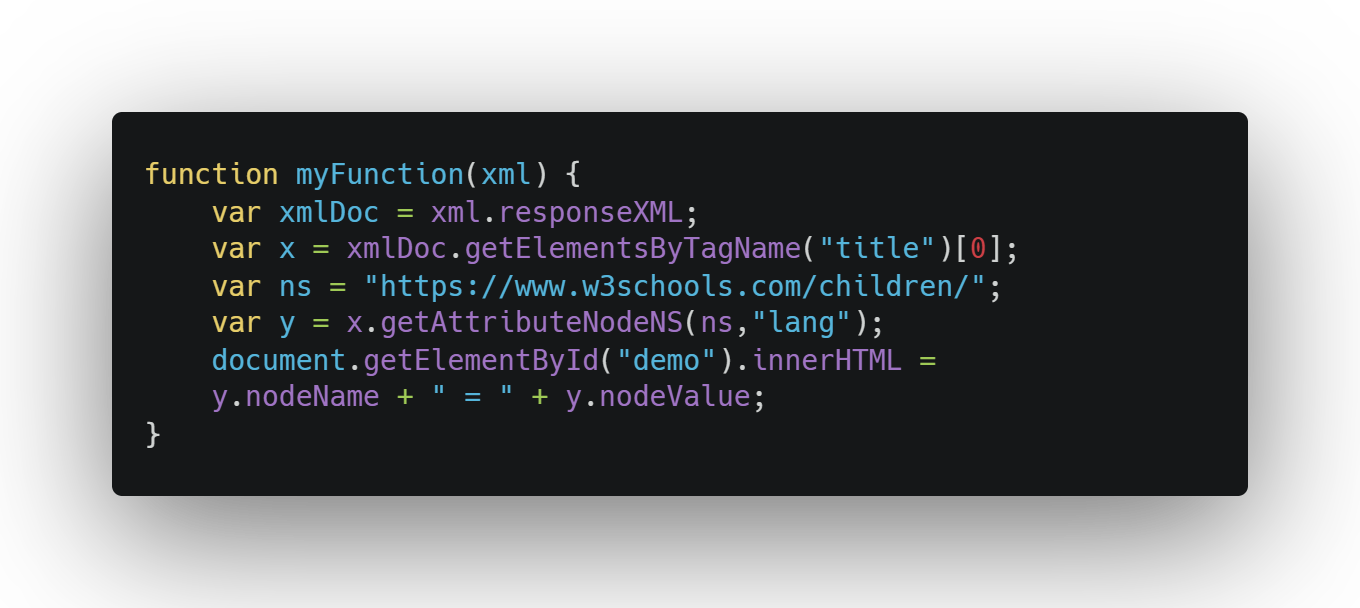 function myFunction(xml) {
    var xmlDoc = xml.responseXML;
    var x = xmlDoc.getElementsByTagName("title")[0];
    var ns = "https://www.w3schools.com/children/";
    var y = x.getAttributeNodeNS(ns,"lang");
    document.getElementById("demo").innerHTML =
    y.nodeName + " = " + y.nodeValue;
}